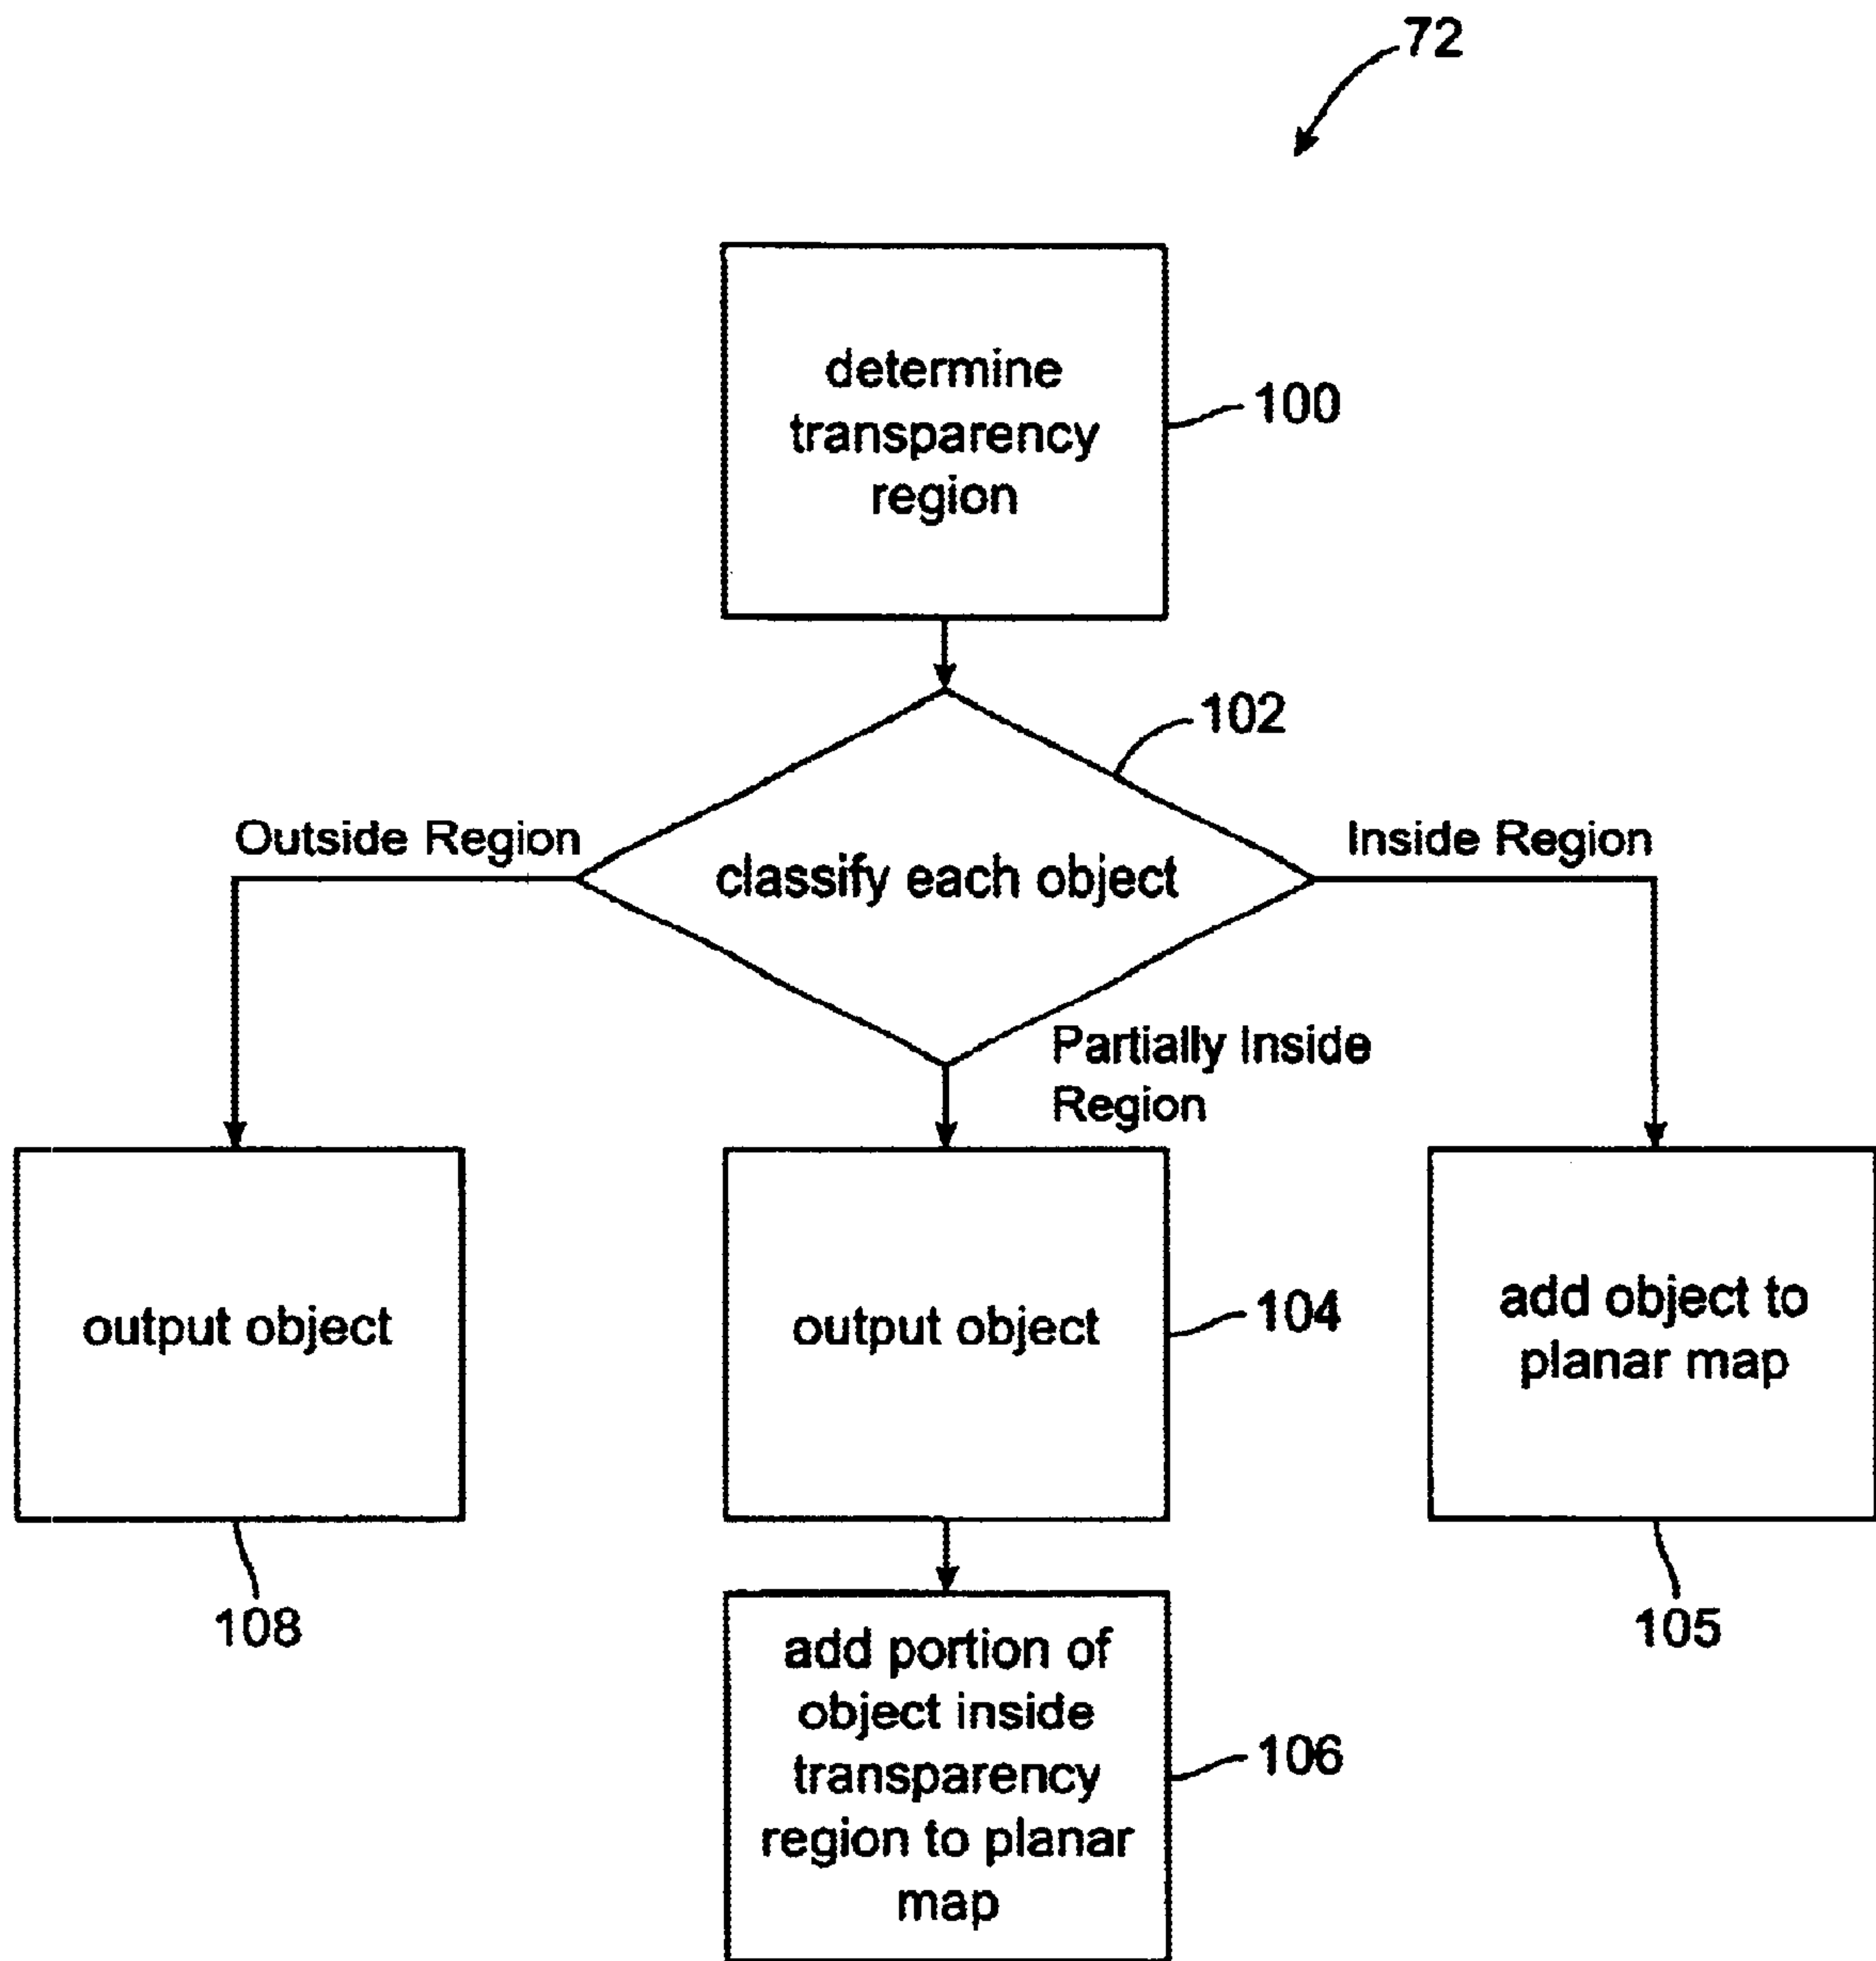 72
determine
transparency
region
100
102
Outside Region
classify each object
Inside Region
Partially Inside
Region
output object
108
output object
104
add object to
planar map
105
add portion of
object inside
transparency
region to planar
map
106